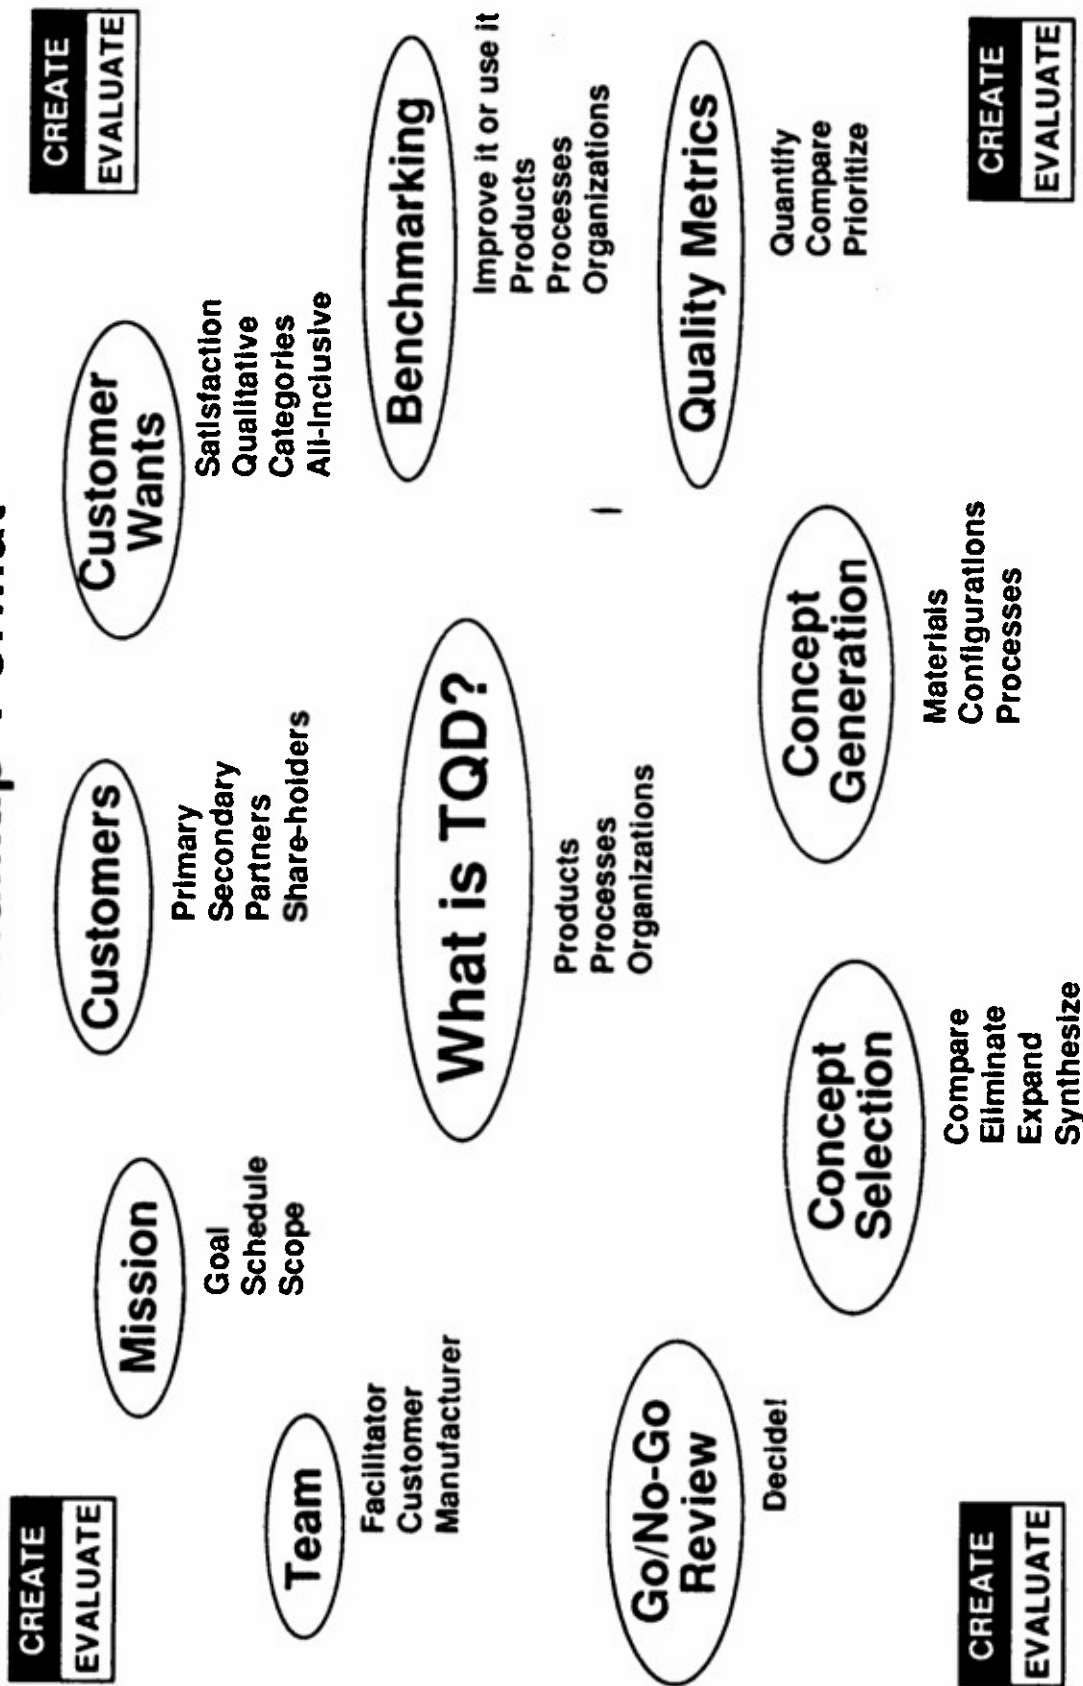 CREATE
EVALUATE
CREATE
EVALUATE
Team
Facilitator
Customer
Manufacturer
Mission
Goal
Schedule
Scope
Customers
Primary
Secondary
Partners
Share-holders
Customer
Wants
Satisfaction
Qualitative
Categories
All-Inclusive
Benchmarking
Improve it or use it
Products
Processes
Organizations
What is TQD?
Products
Processes
Organizations
Quality Metrics
Quantify
Compare
Prioritize
Concept
Generation
Materials
Configurations
Processes
Concept
Selection
Compare
Eliminate
Expand
Synthesize
Go/No-Go
Review
Decide!
CREATE
EVALUATE
CREATE
EVALUATE